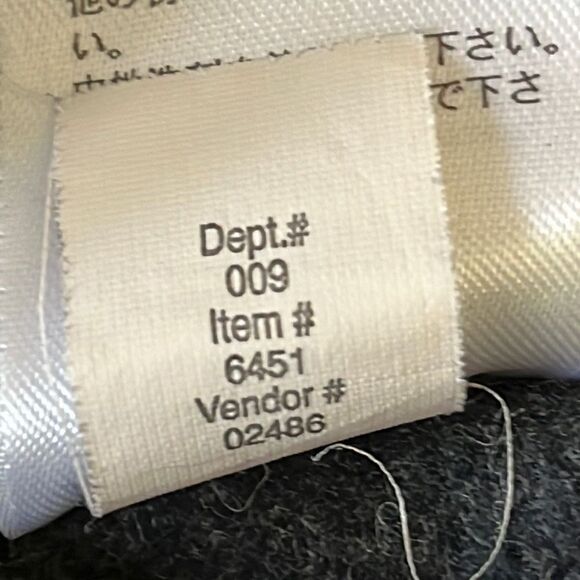 い。
下さい。
で下さ
Dept.#
009
Item #
6451
Vendor #
02486